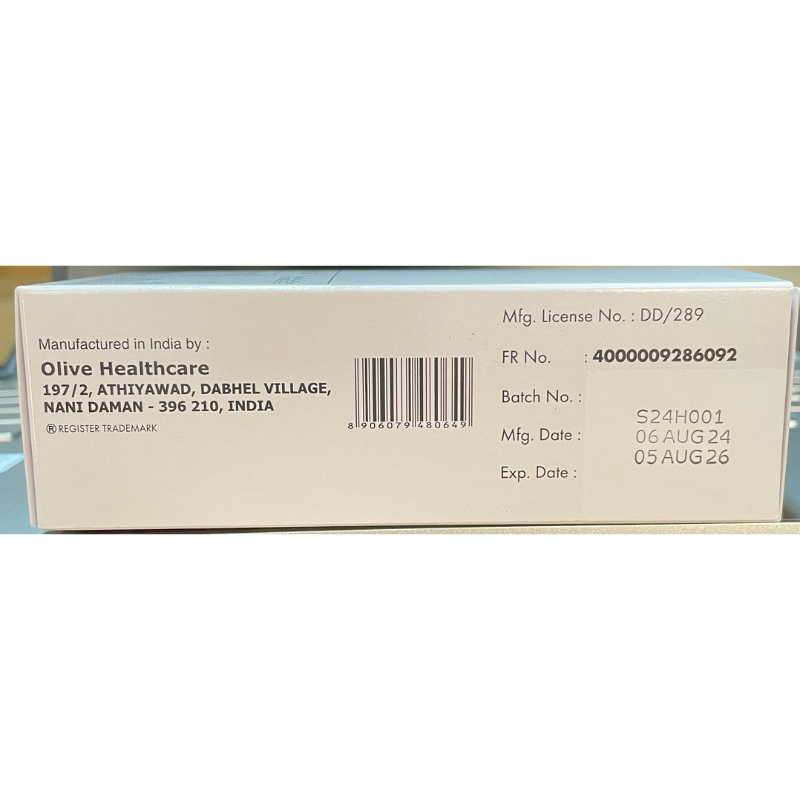 Manufactured in India by :
Olive Healthcare
197/2, ATHIYAWAD, DABHEL VILLAGE,
NANI DAMAN - 396 210, INDIA
® REGISTER TRADEMARK
8 906079 480649
Mfg. License No. : DD/289
FR No. : 4000009286092
Batch No. : S24H001
Mfg. Date : 06 AUG 24
Exp. Date : 05 AUG 26